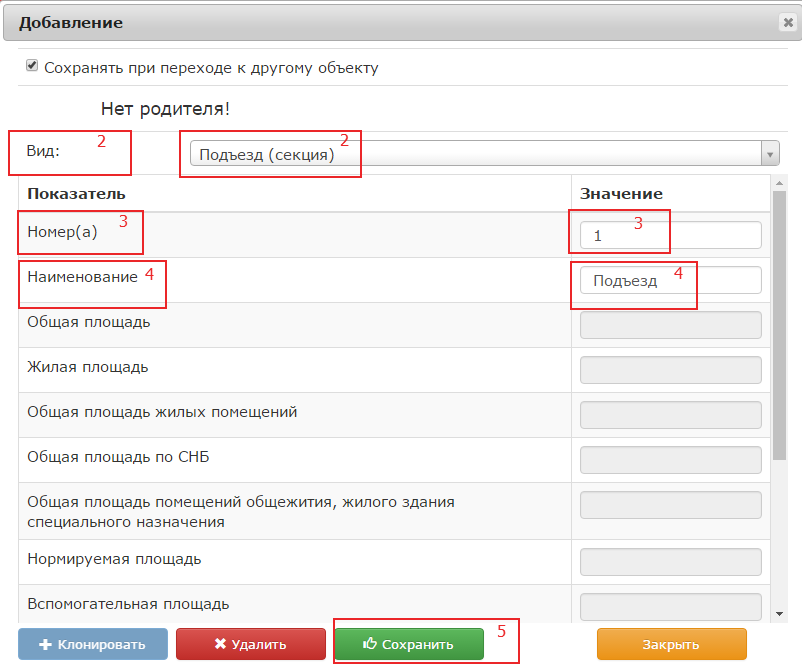 Добавление
Сохранять при переходе к другому объекту
Нет родителя!
Вид: 2 Подъезд (секция) 2
Показатель Значение
Номер(а) 3 1 3
Наименование 4 Подъезд 4
Общая площадь
Жилая площадь
Общая площадь жилых помещений
Общая площадь по СНБ
Общая площадь помещений общежития, жилого здания
специального назначения
Нормируемая площадь
Вспомогательная площадь
Клонировать Удалить Сохранить 5 Закрыть